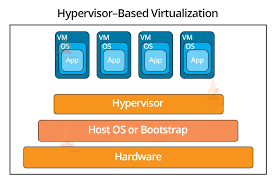 Hypervisor–Based Virtualization
VM VM VM VM
OS OS OS OS
App App App App
Hypervisor
Host OS or Bootstrap
Hardware